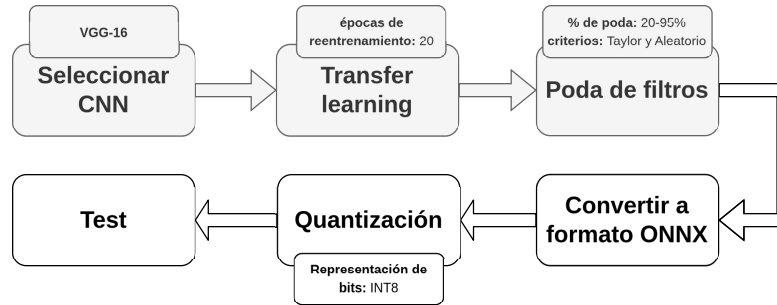 VGG-16
Seleccionar
CNN
épocas de
reentrenamiento: 20
Transfer
learning
% de poda: 20-95%
criterios: Taylor y Aleatorio
Poda de filtros
Convertir a
formato ONNX
Quantización
Representación de
bits: INT8
Test